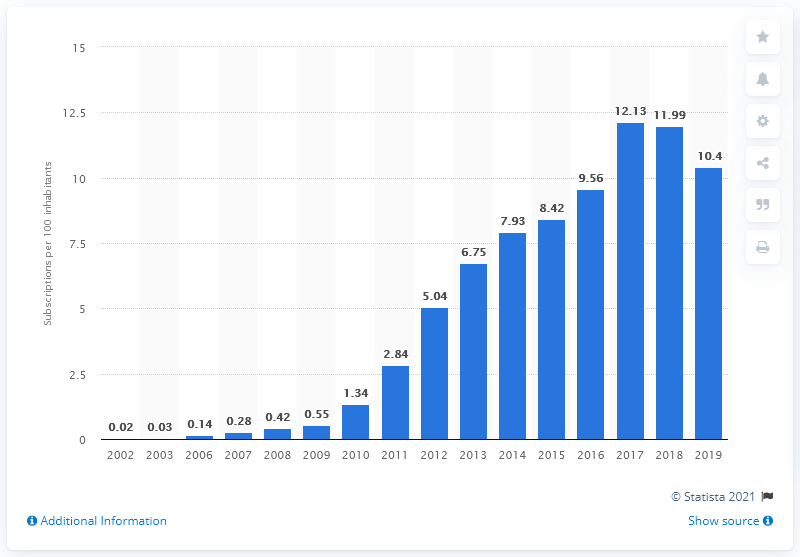 15
12.5
10
7.5
5
2.5
0
Subscriptions per 100 inhabitants
0.02 0.03 0.14 0.28 0.42 0.55 1.34 2.84 5.04 6.75 7.93 8.42 9.56 12.13 11.99 10.4
2002 2003 2006 2007 2008 2009 2010 2011 2012 2013 2014 2015 2016 2017 2018 2019
© Statista 2021
Additional Information
Show source